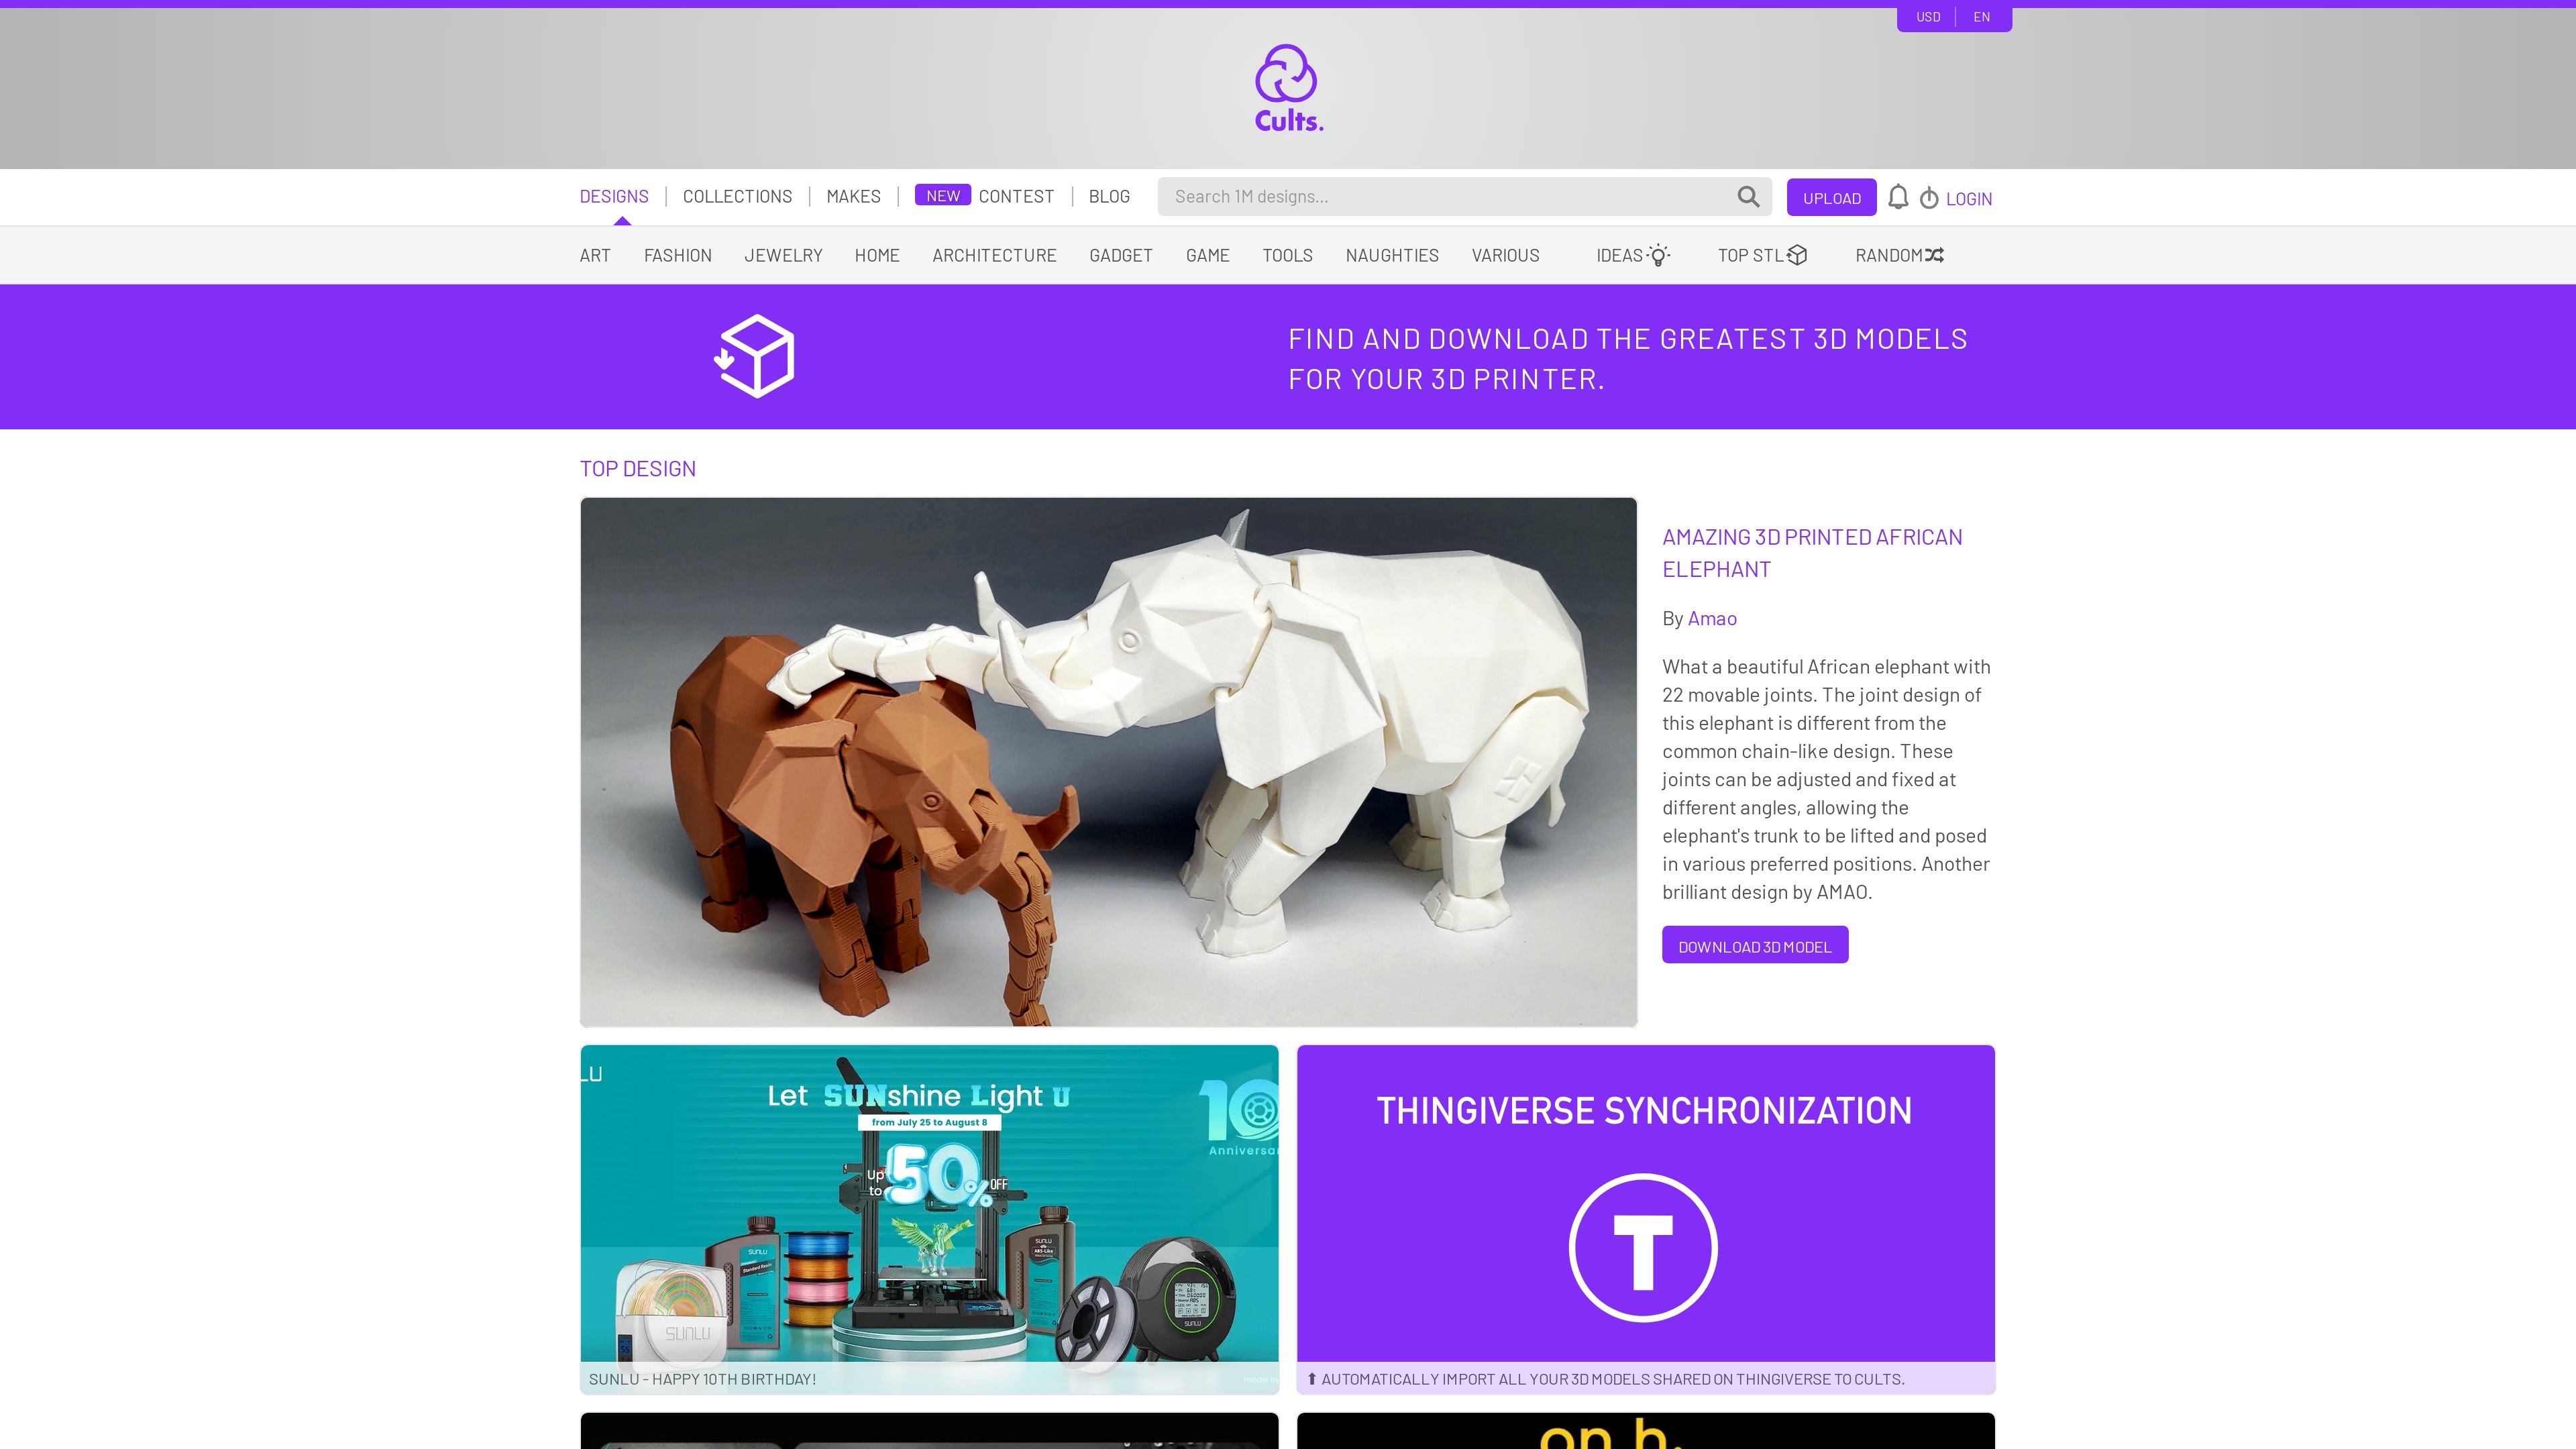 USD EN
Cults.
DESIGNS COLLECTIONS MAKES NEW CONTEST BLOG Search 1M designs... UPLOAD LOGIN
ART FASHION JEWELRY HOME ARCHITECTURE GADGET GAME TOOLS NAUGHTIES VARIOUS IDEAS TOP STL RANDOM
FIND AND DOWNLOAD THE GREATEST 3D MODELS
FOR YOUR 3D PRINTER.
TOP DESIGN
AMAZING 3D PRINTED AFRICAN
ELEPHANT
By Amao
What a beautiful African elephant with
22 movable joints. The joint design of
this elephant is different from the
common chain-like design. These
joints can be adjusted and fixed at
different angles, allowing the
elephant's trunk to be lifted and posed
in various preferred positions. Another
brilliant design by AMAO.
DOWNLOAD 3D MODEL
LU
Let SUNshine Light U
from July 25 to August 8
10
Anniversar
Up to 50% OFF
SUNLU
Standard Resin
SUNLU
ABS-Like
SUNLU
SUNLU
SUNLU - HAPPY 10TH BIRTHDAY!
THINGIVERSE SYNCHRONIZATION
T
⬆ AUTOMATICALLY IMPORT ALL YOUR 3D MODELS SHARED ON THINGIVERSE TO CULTS.